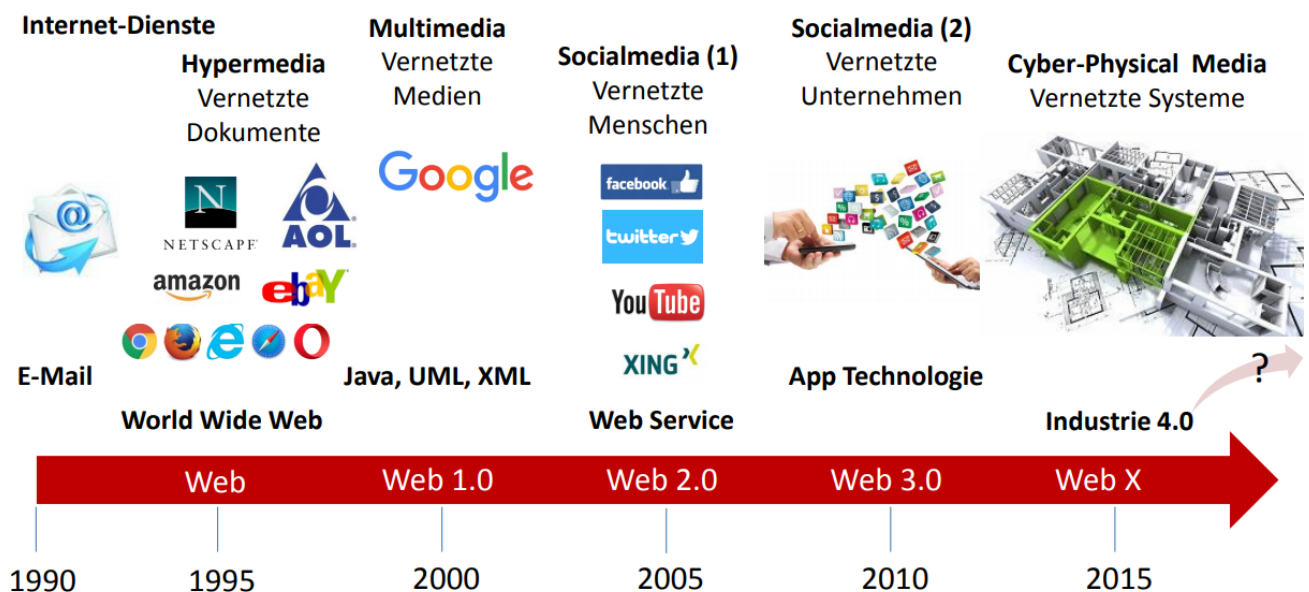 Internet-Dienste
Hypermedia
Vernetzte
Dokumente
Multimedia
Vernetzte
Medien
Socialmedia (1)
Vernetzte
Menschen
Socialmedia (2)
Vernetzte
Unternehmen
Cyber-Physical Media
Vernetzte Systeme
@
N
NETSCAPE
AOL
amazon
ebaY
Google
facebook
twitter
YouTube
XING
E-Mail
World Wide Web
Java, UML, XML
Web Service
App Technologie
Industrie 4.0
?
Web
Web 1.0
Web 2.0
Web 3.0
Web X
1990
1995
2000
2005
2010
2015